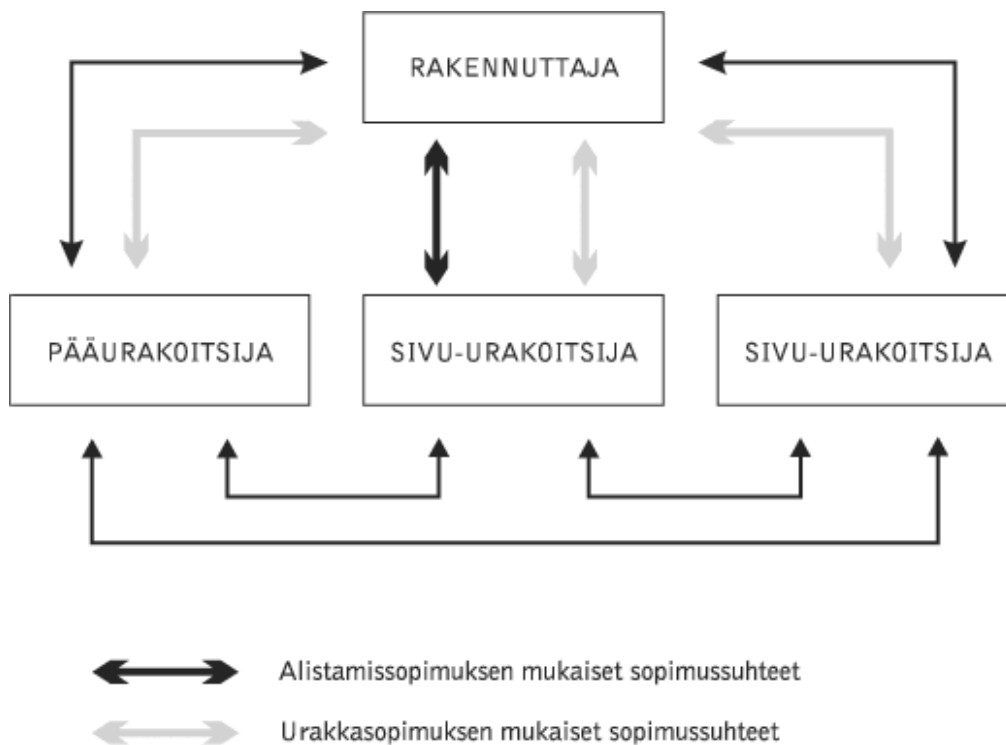 RAKENNUTTAJA
PÄÄURAKOITSIJA
SIVU-URAKOITSIJA
SIVU-URAKOITSIJA
Alistamissopimuksen mukaiset sopimussuhteet
Urakkasopimuksen mukaiset sopimussuhteet